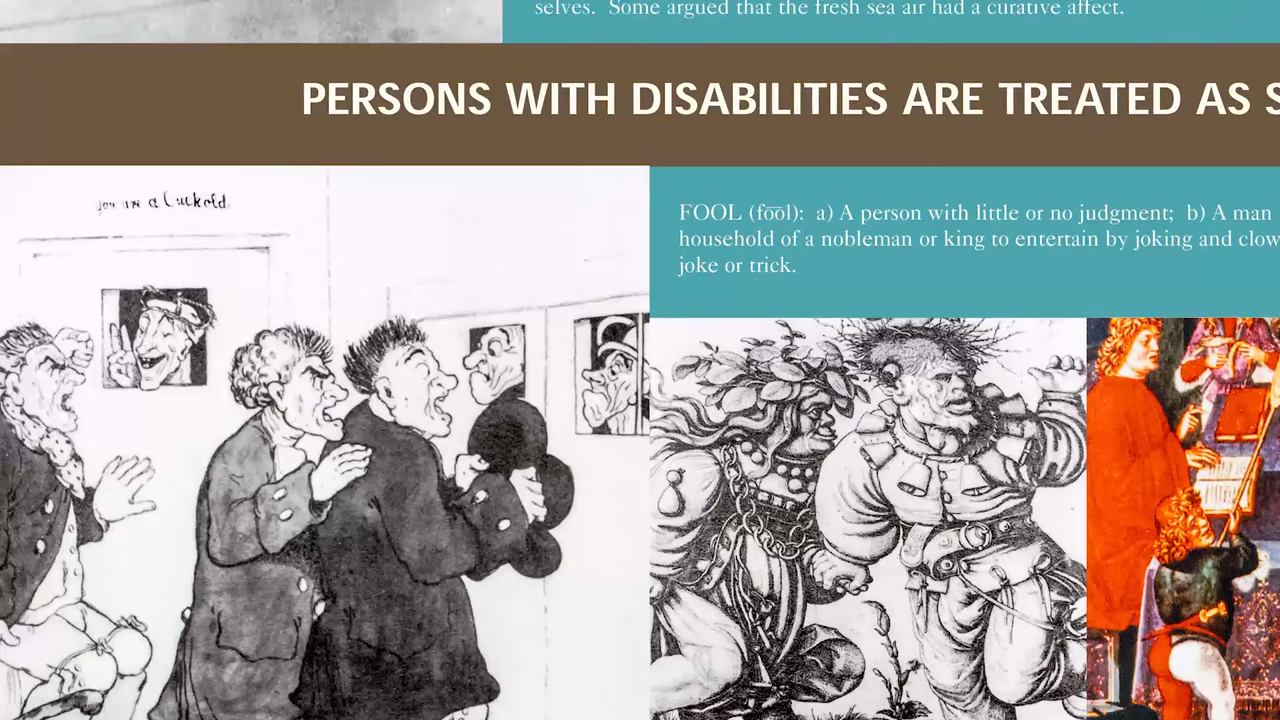 selves.  Some argued that the fresh sea air had a curative affect.
PERSONS WITH DISABILITIES ARE TREATED AS S
you are a Cuckold
FOOL (fo͞ol):  a) A person with little or no judgment;  b) A man
household of a nobleman or king to entertain by joking and clow
joke or trick.